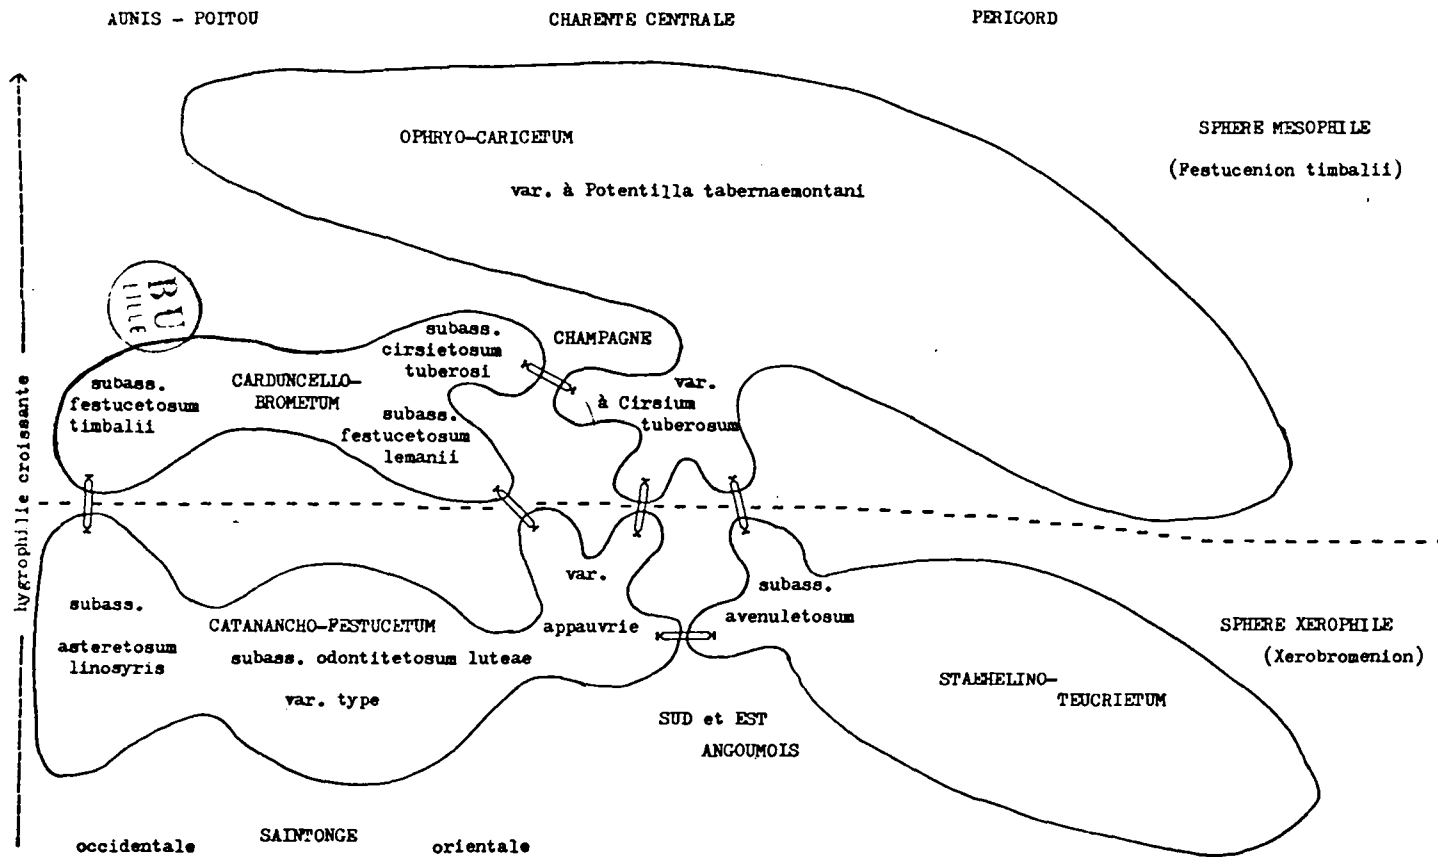 AUNIS - POITOU
CHARENTE CENTRALE
PERIGORD
OPHRYO-CARICETUM
var. à Potentilla tabernaemontani
SPHERE MESOPHILE
(Festucenion timbalii)
BU
LILLE
hygrophilie croissante
subass.
festucetosum
timbalii
CARDUNCELLO-
BROMETUM
subass.
cirsietosum
tuberosi
subass.
festucetosum
lemanii
CHAMPAGNE
var.
à Cirsium
tuberosum
subass.
asteretosum
linosyris
CATANANCHO-FESTUCETUM
subass. odontitetosum luteae
var. type
var.
appauvrie
subass.
avenuletosum
STAEHELINO-
TEUCRIETUM
SPHERE XEROPHILE
(Xerobromenion)
SUD et EST
ANGOUMOIS
occidentale
SAINTONGE
orientale